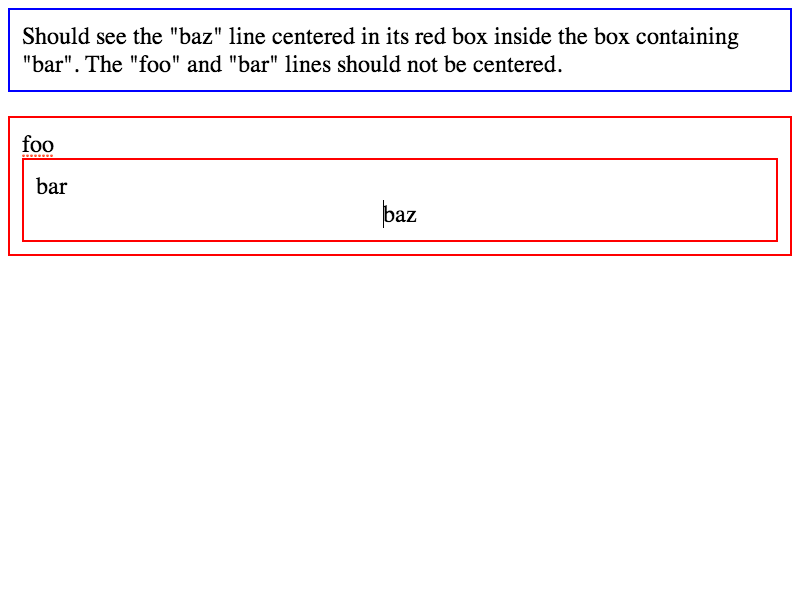 Should see the "baz" line centered in its red box inside the box containing
"bar". The "foo" and "bar" lines should not be centered.
foo
bar
baz